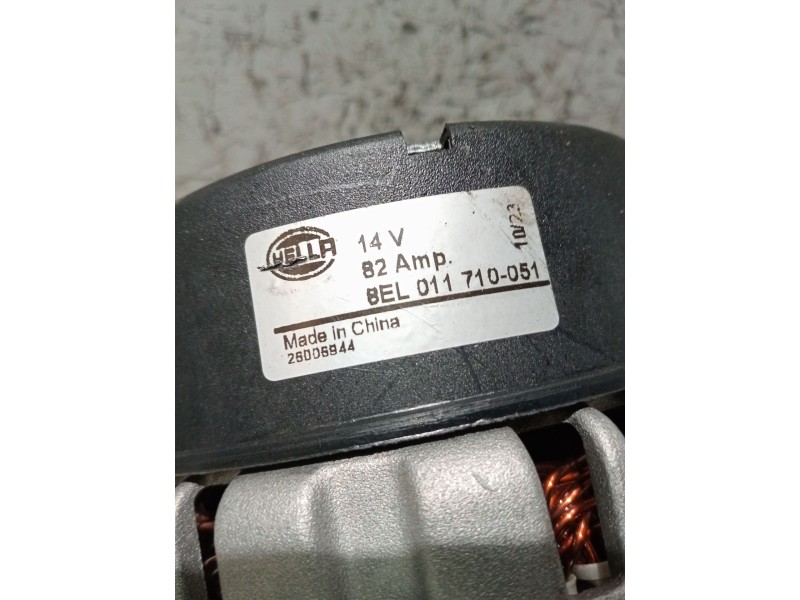 HELLA
14 V
82 Amp.
8EL 011 710-051
10/23
Made in China
26006944